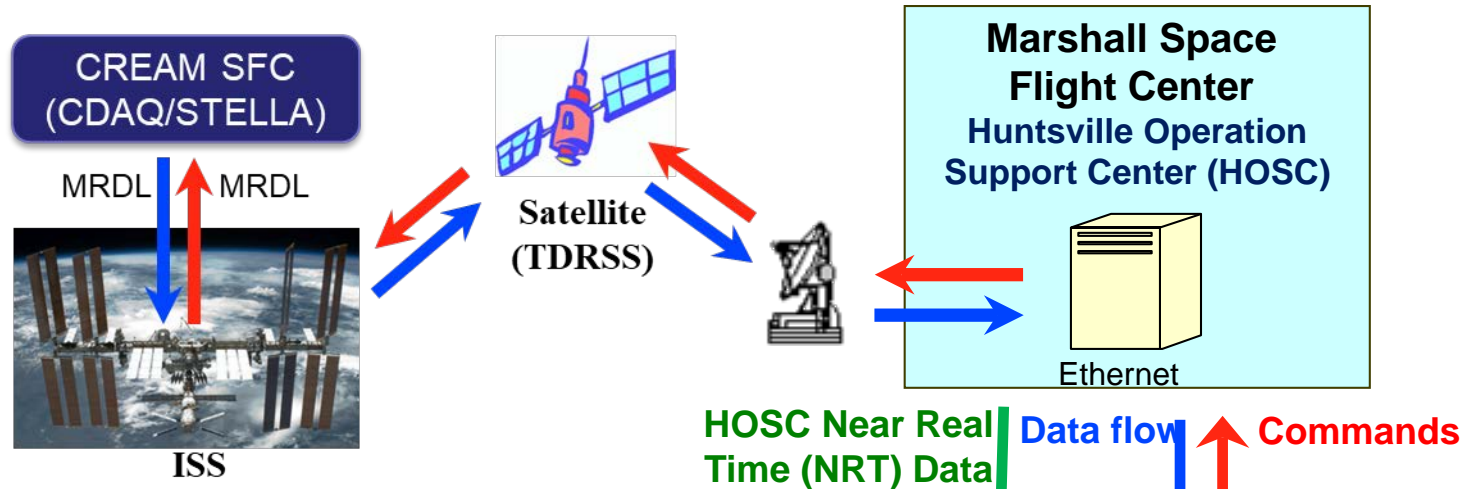 CREAM SFC
(CDAQ/STELLA)
MRDL
MRDL
ISS
Satellite
(TDRSS)
Marshall Space
Flight Center
Huntsville Operation
Support Center (HOSC)
Ethernet
HOSC Near Real
Time (NRT) Data
Data flow
Commands